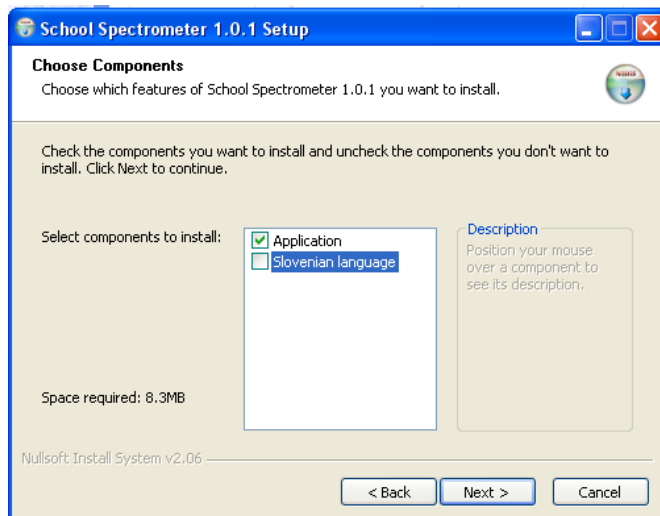 School Spectrometer 1.0.1 Setup
Choose Components
Choose which features of School Spectrometer 1.0.1 you want to install.
Check the components you want to install and uncheck the components you don't want to
install. Click Next to continue.
Select components to install:
Application
Slovenian language
Description
Position your mouse
over a component to
see its description.
Space required: 8.3MB
Nullsoft Install System v2.06
< Back
Next >
Cancel